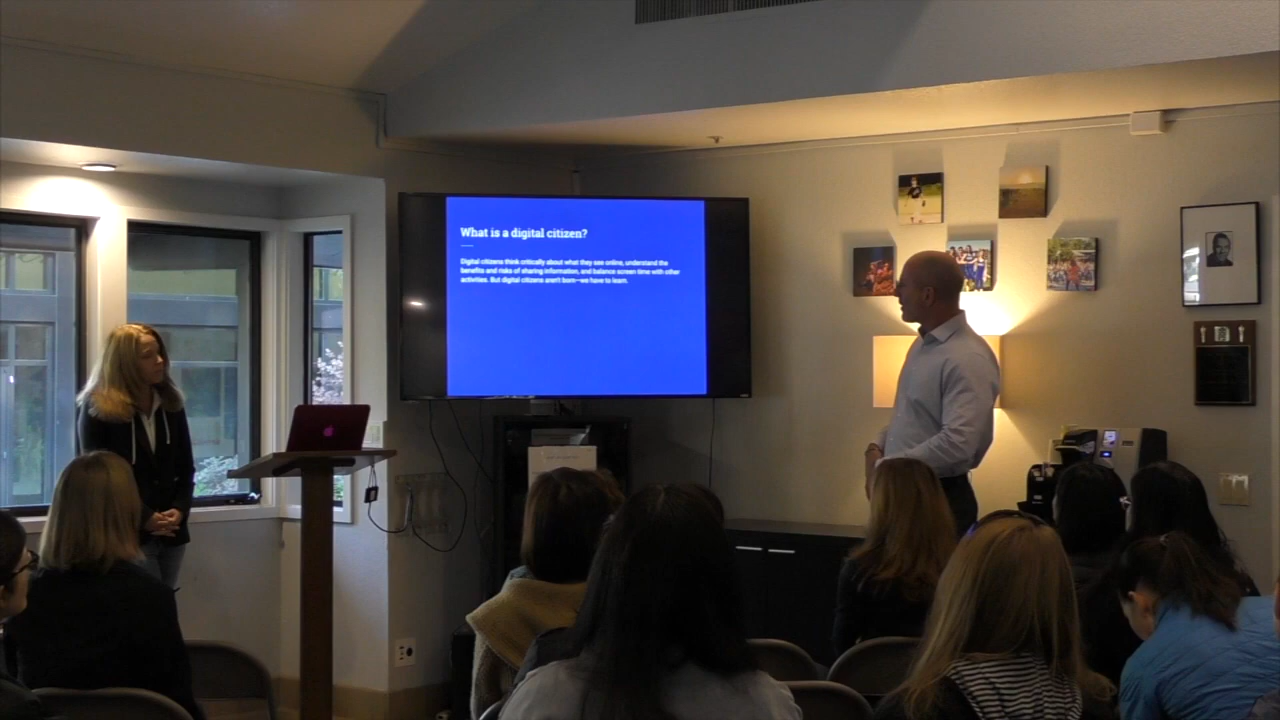 What is a digital citizen?
Digital citizens think critically about what they see online, understand the
benefits and risks of sharing information, and balance screen time with other
activities. But digital citizens aren't born—we have to learn.